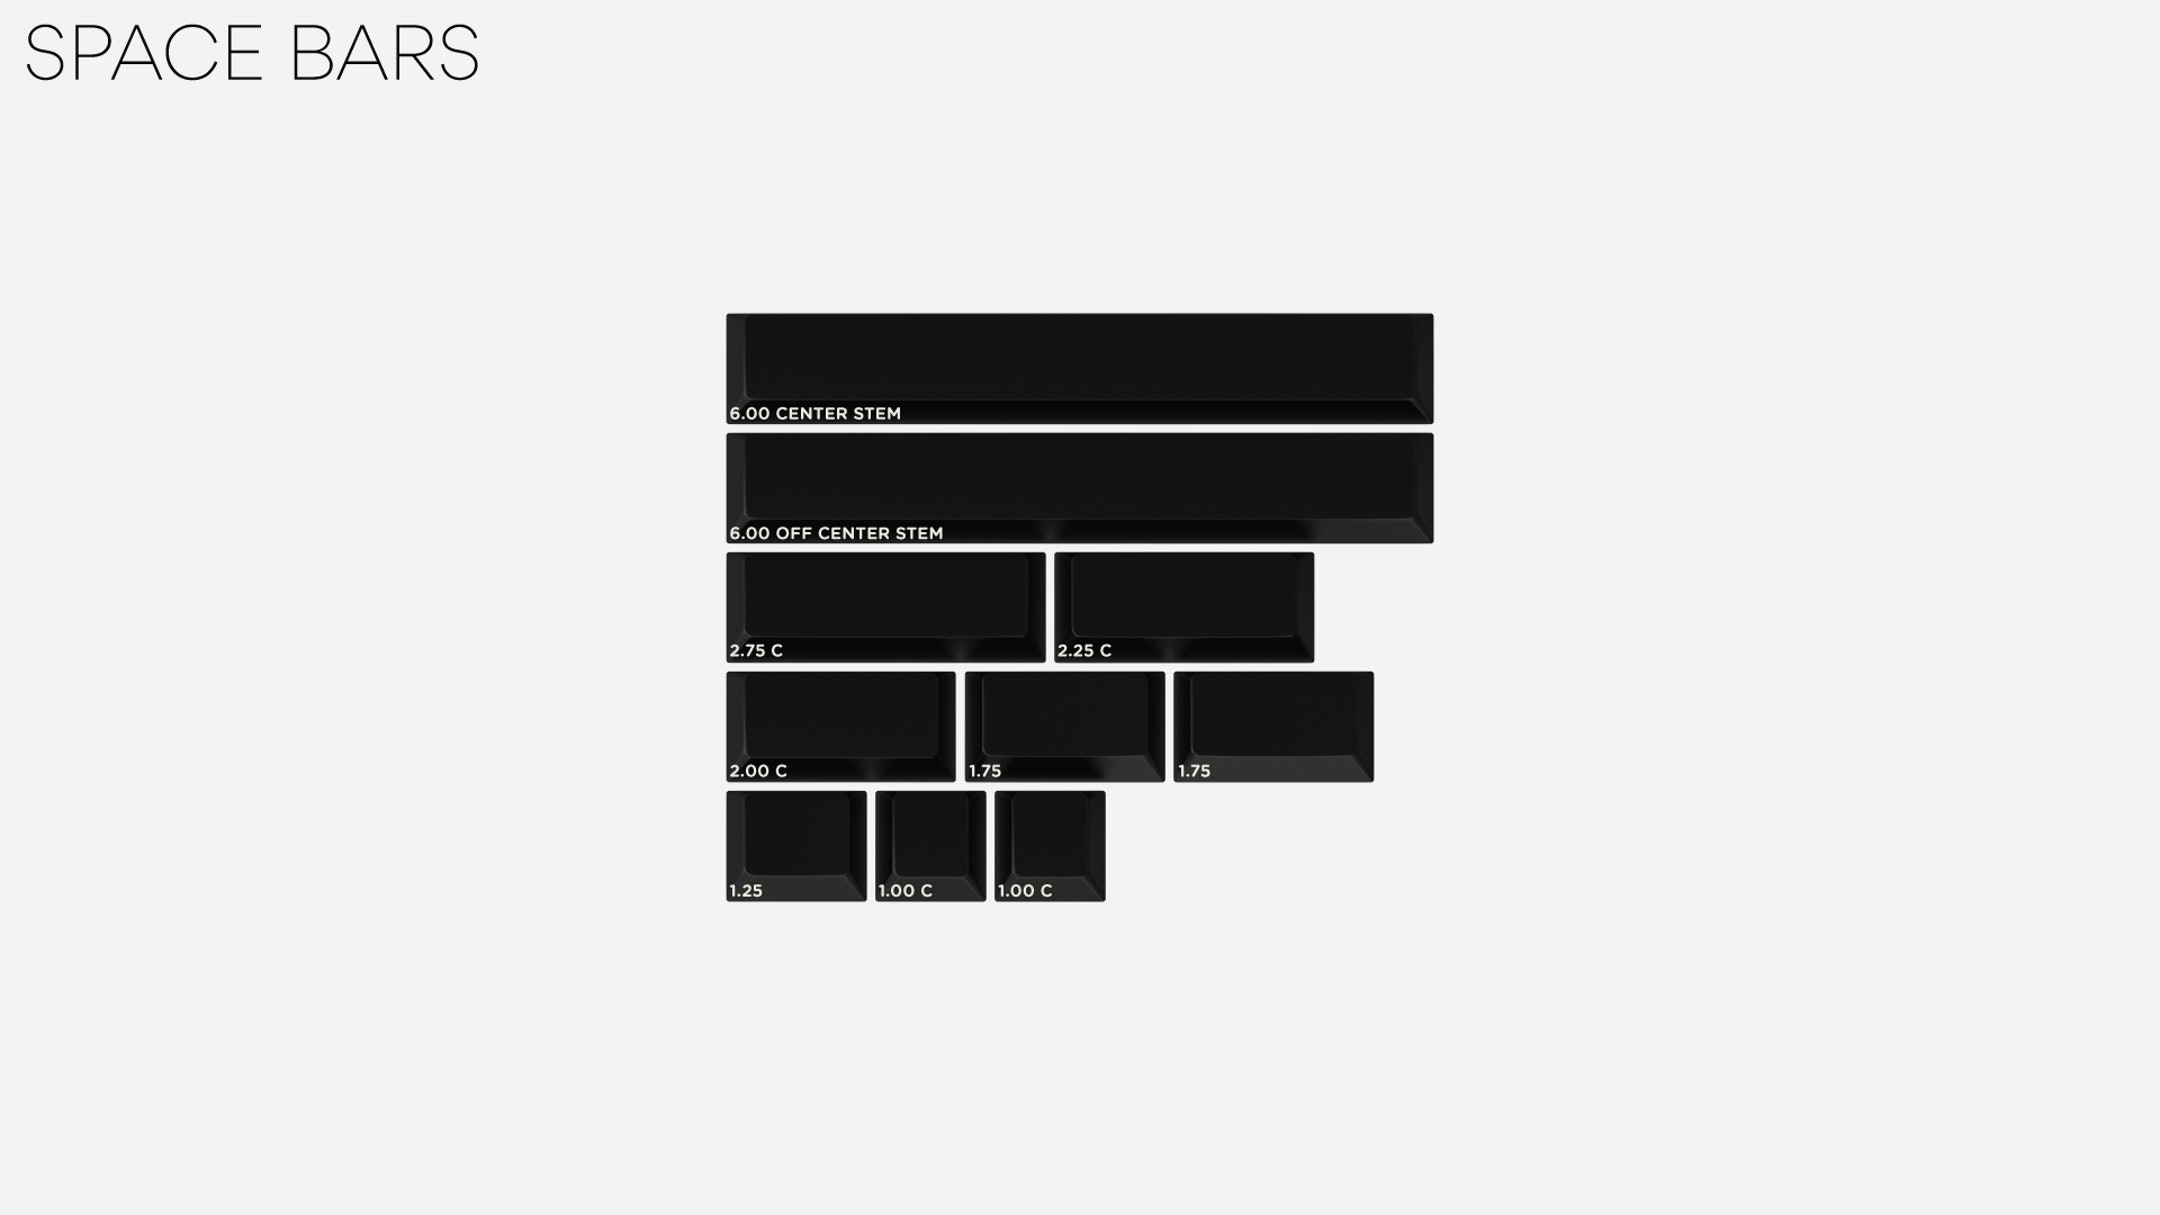 SPACE BARS
6.00 CENTER STEM
6.00 OFF CENTER STEM
2.75 C
2.25 C
2.00 C
1.75
1.75
1.25
1.00 C
1.00 C